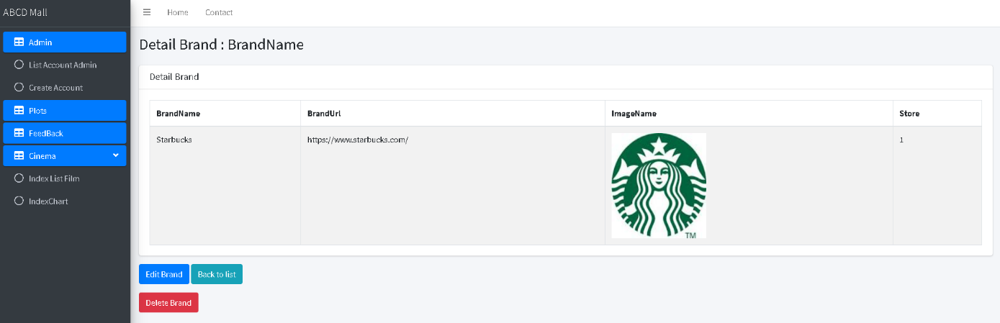 ABCD Mall
Home
Contact
Admin
List Account Admin
Create Account
Plots
FeedBack
Cinema
Index List Film
IndexChart
Detail Brand : BrandName
Detail Brand
BrandName BrandUrl ImageName Store
Starbucks https://www.starbucks.com/ 1
TM
Edit Brand Back to list
Delete Brand